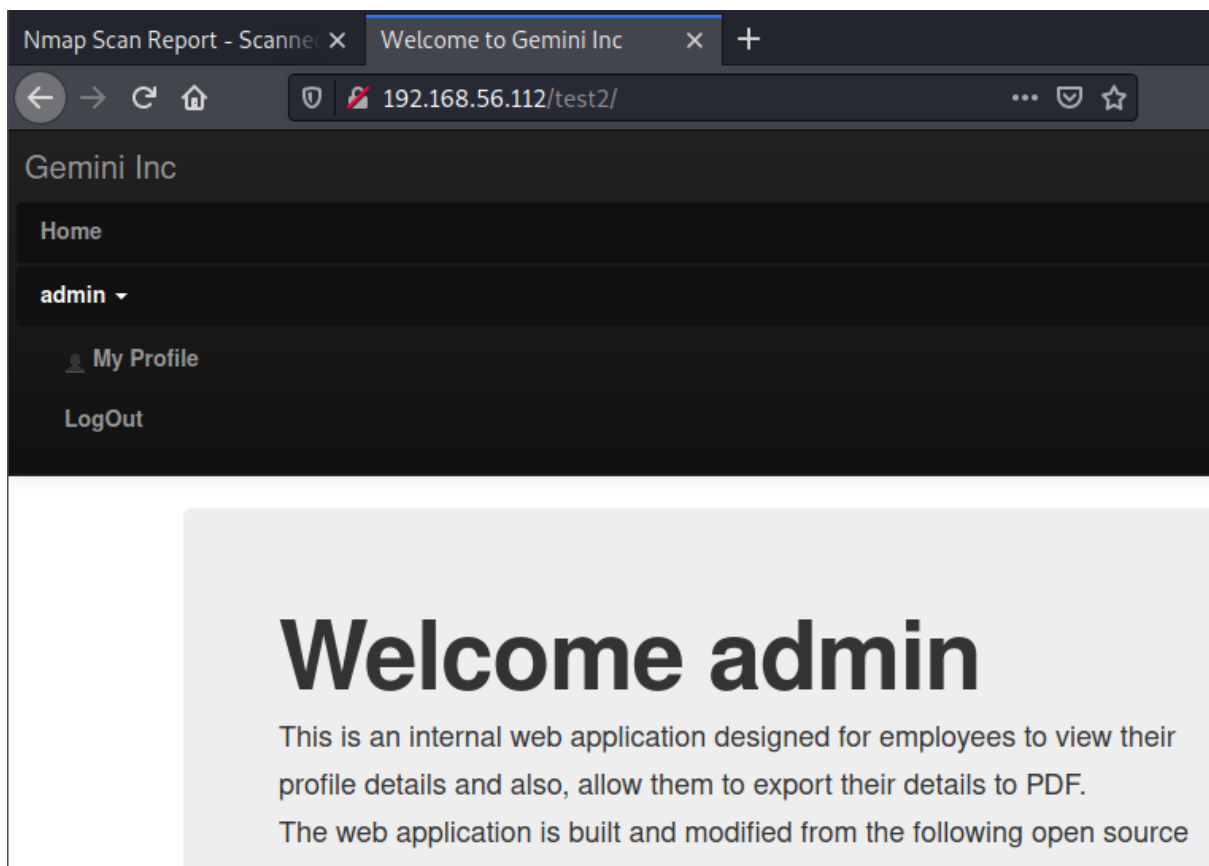 Nmap Scan Report - Scanne
Welcome to Gemini Inc
192.168.56.112/test2/
Gemini Inc
Home
admin
My Profile
LogOut
Welcome admin
This is an internal web application designed for employees to view their
profile details and also, allow them to export their details to PDF.
The web application is built and modified from the following open source